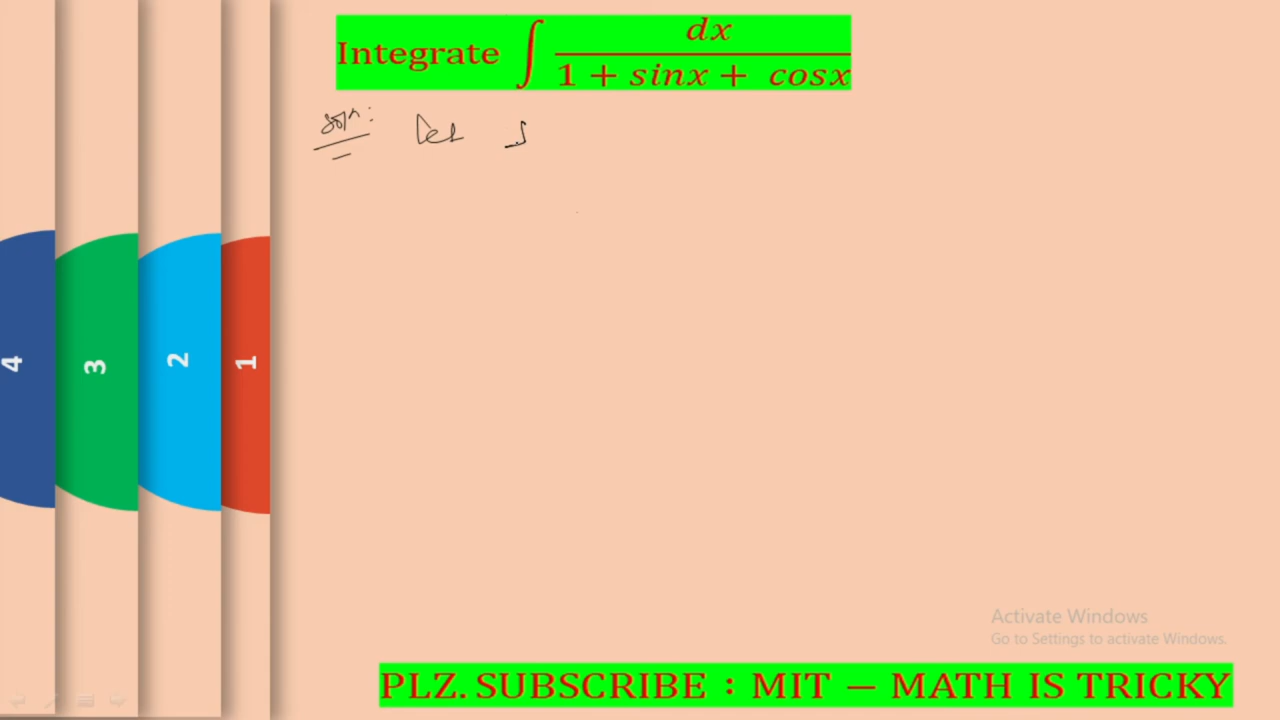 Integrate ∫ dx / 1 + sinx + cosx
Soln:
Let I
4
3
2
1
Activate Windows
Go to Settings to activate Windows.
PLZ. SUBSCRIBE : MIT – MATH IS TRICKY